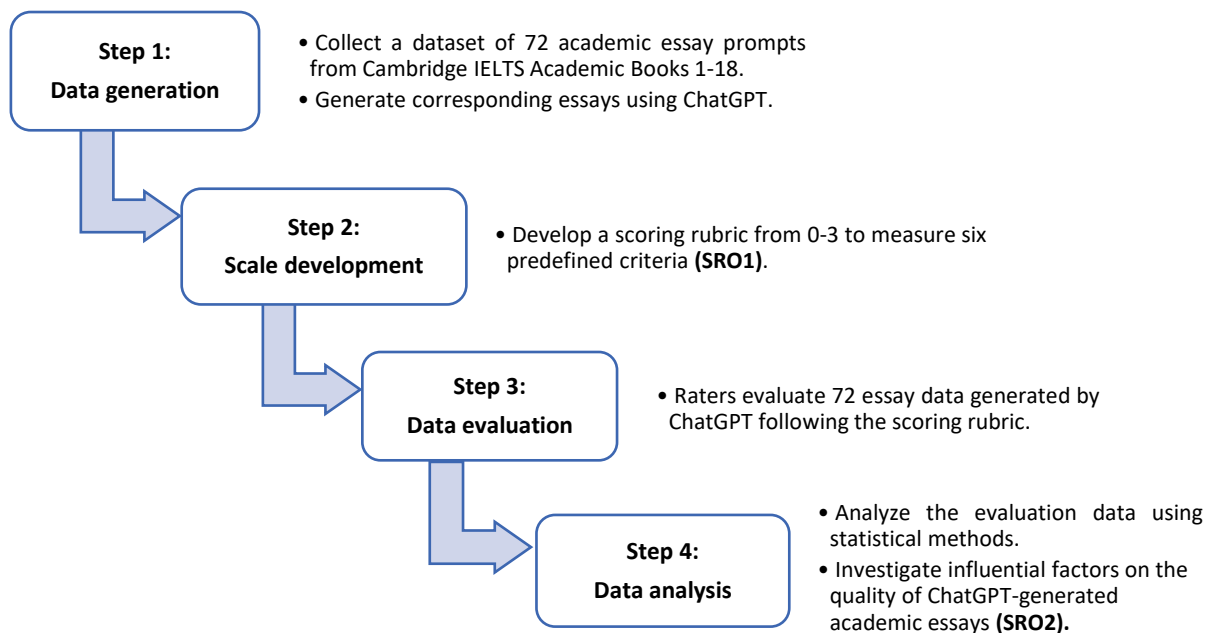 Step 1:
Data generation
• Collect a dataset of 72 academic essay prompts
from Cambridge IELTS Academic Books 1-18.
• Generate corresponding essays using ChatGPT.
Step 2:
Scale development
• Develop a scoring rubric from 0-3 to measure six
predefined criteria (SRO1).
Step 3:
Data evaluation
• Raters evaluate 72 essay data generated by
ChatGPT following the scoring rubric.
Step 4:
Data analysis
• Analyze the evaluation data using
statistical methods.
• Investigate influential factors on the
quality of ChatGPT-generated
academic essays (SRO2).